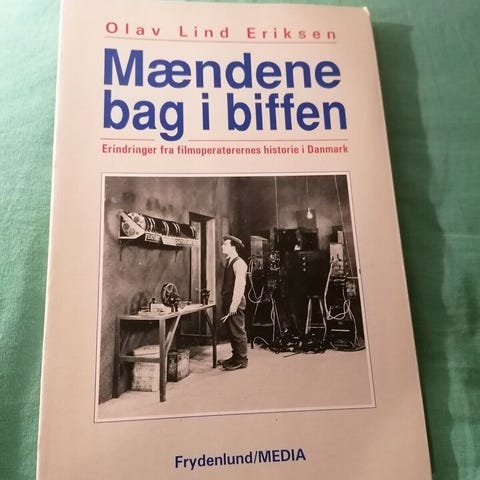 Olav Lind Eriksen
Mændene
bag i biffen
Erindringer fra filmoperatørernes historie i Danmark
Frydenlund/MEDIA